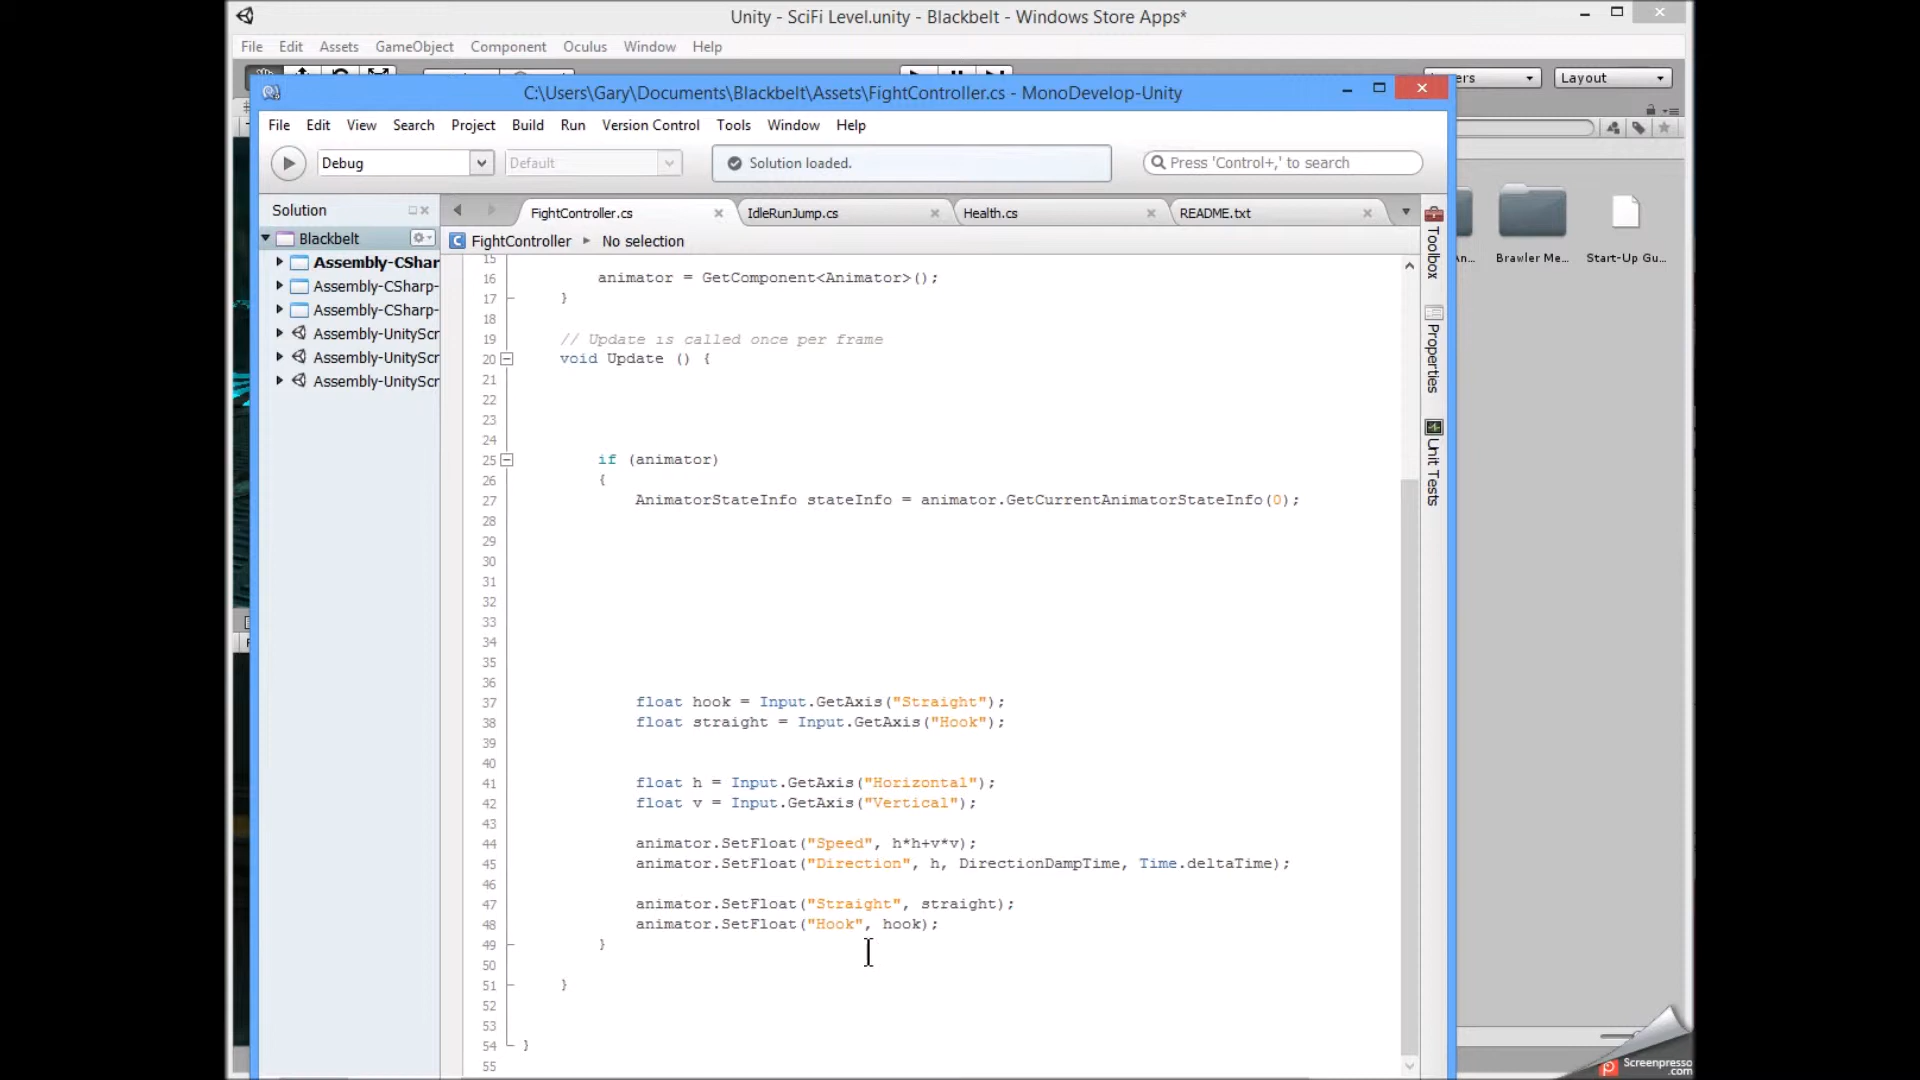 Unity - SciFi Level.unity - Blackbelt - Windows Store Apps*
File Edit Assets GameObject Component Oculus Window Help
Layout
C:\Users\Gary\Documents\Blackbelt\Assets\FightController.cs - MonoDevelop-Unity
File Edit View Search Project Build Run Version Control Tools Window Help
Debug Default Solution loaded. Press 'Control+,' to search
Solution
FightController.cs IdleRunJump.cs Health.cs README.txt
Blackbelt
FightController No selection
Assembly-CShar
Assembly-CSharp-
Assembly-CSharp-
Assembly-UnityScr
Assembly-UnityScr
Assembly-UnityScr
15
16 animator = GetComponent<Animator>();
17 }
18
19 // Update is called once per frame
20 void Update () {
21
22
23
24
25 if (animator)
26 {
27 AnimatorStateInfo stateInfo = animator.GetCurrentAnimatorStateInfo(0);
28
29
30
31
32
33
34
35
36
37 float hook = Input.GetAxis("Straight");
38 float straight = Input.GetAxis("Hook");
39
40
41 float h = Input.GetAxis("Horizontal");
42 float v = Input.GetAxis("Vertical");
43
44 animator.SetFloat("Speed", h*h+v*v);
45 animator.SetFloat("Direction", h, DirectionDampTime, Time.deltaTime);
46
47 animator.SetFloat("Straight", straight);
48 animator.SetFloat("Hook", hook);
49 }
50
51 }
52
53
54 }
55
Toolbox
Properties
Unit Tests
Brawler Me...
Start-Up Gu...
Screenpresso
.com